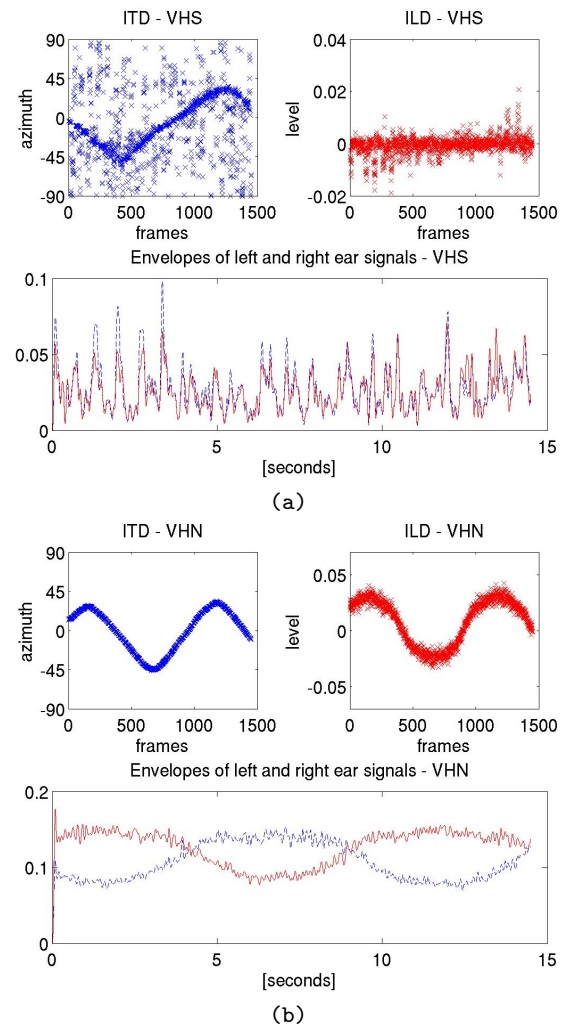 ITD - VHS
ILD - VHS
azimuth
90
45
0
-45
-90
0
500
1000
1500
frames
level
0.04
0.02
0
-0.02
0
500
1000
1500
frames
Envelopes of left and right ear signals - VHS
0.1
0.05
0
0
5
10
15
[seconds]
(a)
ITD - VHN
ILD - VHN
azimuth
90
45
0
-45
-90
0
500
1000
1500
frames
level
0.05
0
-0.05
0
500
1000
1500
frames
Envelopes of left and right ear signals - VHN
0.2
0.1
0
0
5
10
15
[seconds]
(b)